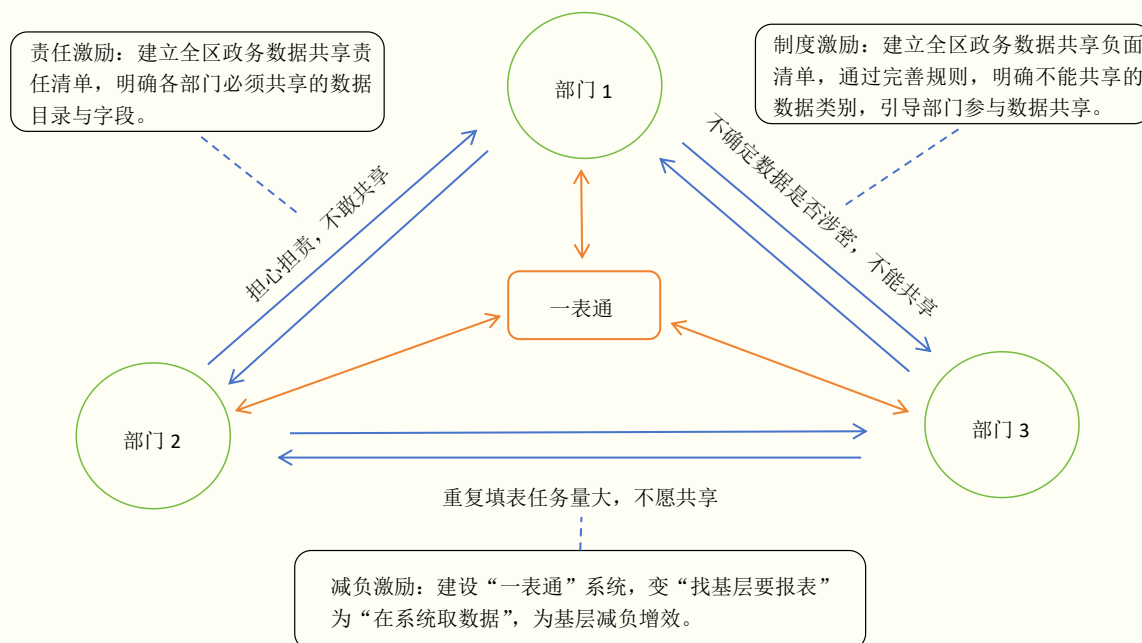 责任激励：建立全区政务数据共享责
任清单，明确各部门必须共享的数据
目录与字段。
部门 1
制度激励：建立全区政务数据共享负面
清单，通过完善规则，明确不能共享的
数据类别，引导部门参与数据共享。
担心担责，不敢共享
不确定数据是否涉密，不能共享
一表通
部门 2
部门 3
重复填表任务量大，不愿共享
减负激励：建设“一表通”系统，变“找基层要报表”
为“在系统取数据”，为基层减负增效。